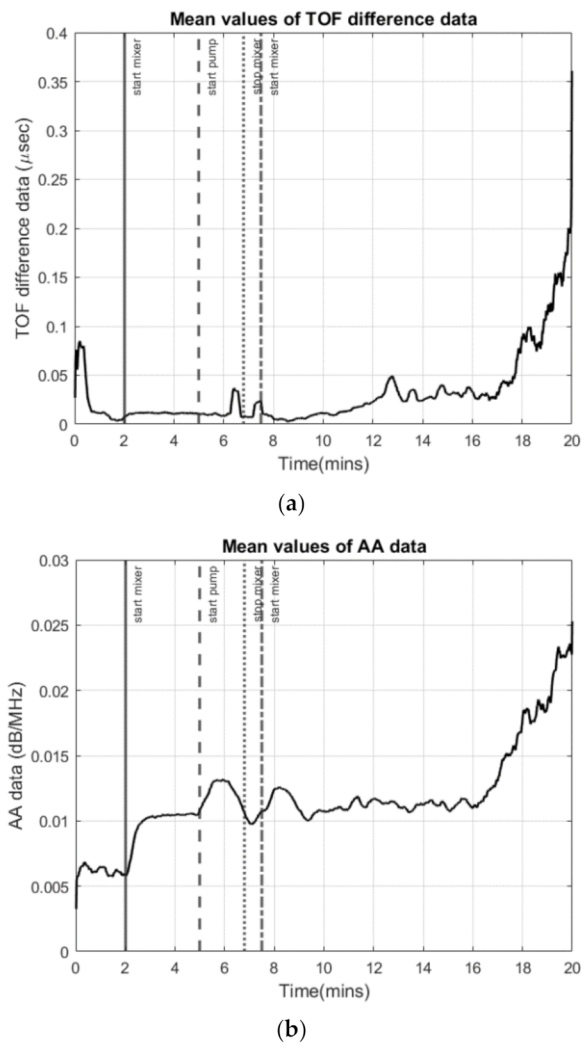 Mean values of TOF difference data
TOF difference data (μsec)
0.4
0.35
0.3
0.25
0.2
0.15
0.1
0.05
0
start mixer
start pump
stop mixer
start mixer
0 2 4 6 8 10 12 14 16 18 20
Time(mins)
(a)
Mean values of AA data
AA data (dB/MHz)
0.03
0.025
0.02
0.015
0.01
0.005
0
start mixer
start pump
stop mixer
start mixer
0 2 4 6 8 10 12 14 16 18 20
Time(mins)
(b)